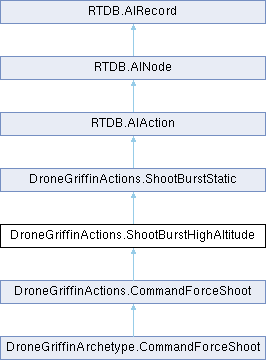 RTDB.AIRecord
RTDB.AINode
RTDB.AIAction
DroneGriffinActions.ShootBurstStatic
DroneGriffinActions.ShootBurstHighAltitude
DroneGriffinActions.CommandForceShoot
DroneGriffinArchetype.CommandForceShoot